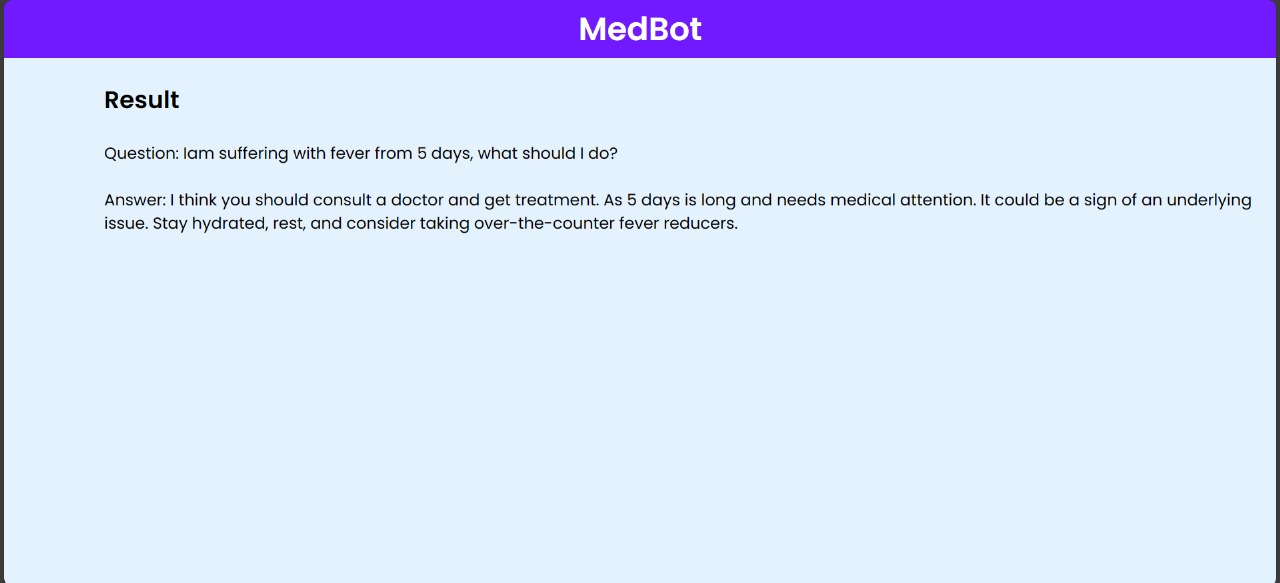 MedBot
Result
Question: Iam suffering with fever from 5 days, what should I do?
Answer: I think you should consult a doctor and get treatment. As 5 days is long and needs medical attention. It could be a sign of an underlying
issue. Stay hydrated, rest, and consider taking over-the-counter fever reducers.